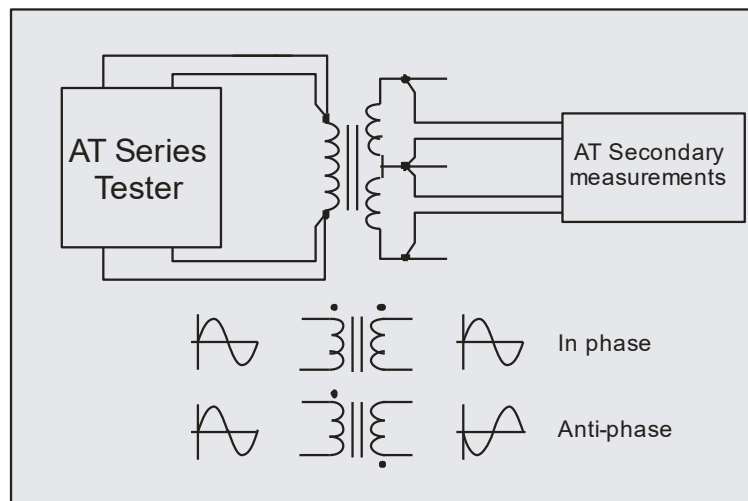 AT Series
Tester
AT Secondary
measurements
In phase
Anti-phase